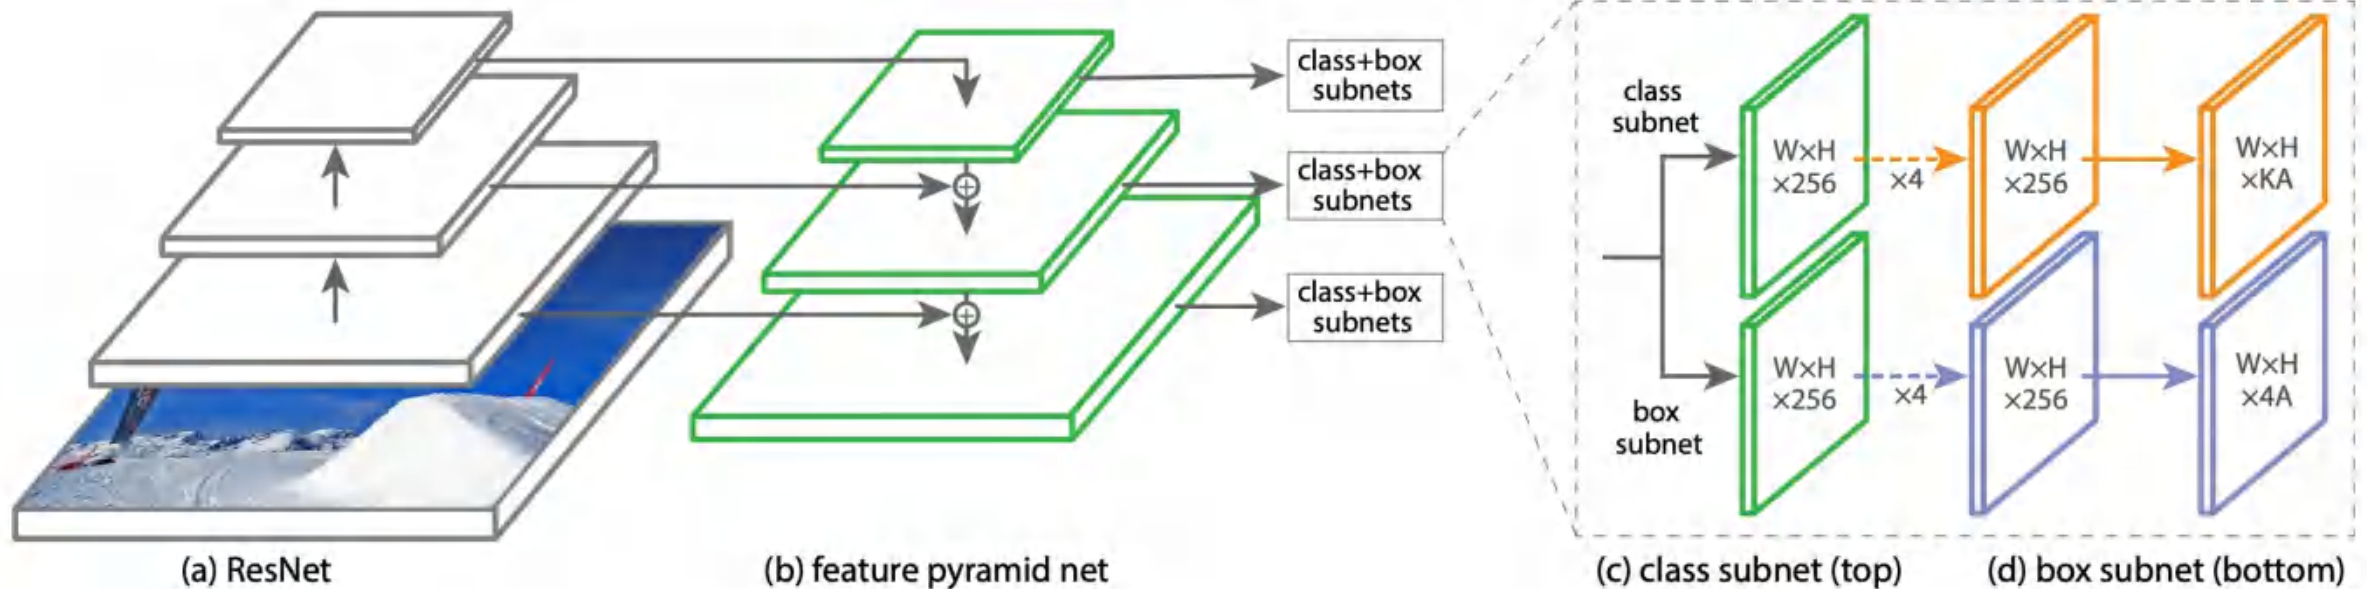 class+box
subnets
class+box
subnets
class+box
subnets
class
subnet
W×H
×256
×4
W×H
×256
W×H
×KA
box
subnet
W×H
×256
×4
W×H
×256
W×H
×4A
(a) ResNet
(b) feature pyramid net
(c) class subnet (top)
(d) box subnet (bottom)